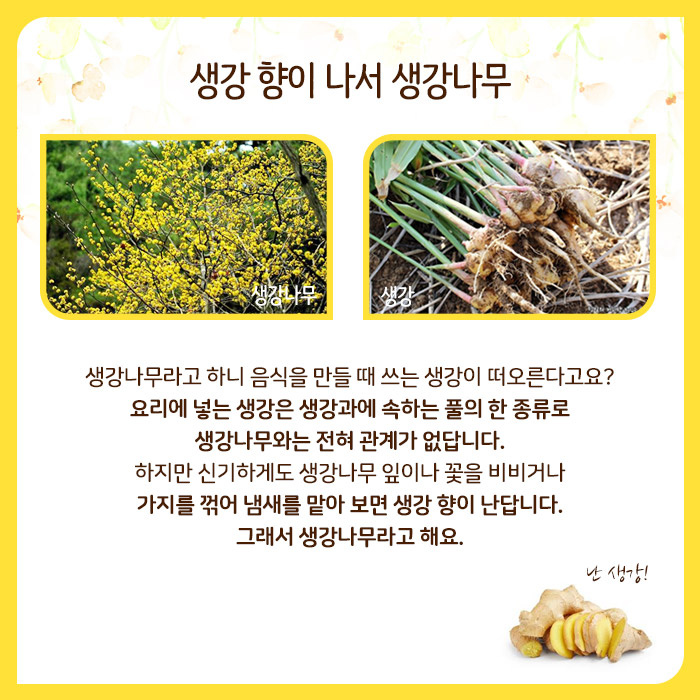 생강 향이 나서 생강나무
생강나무
생강
생강나무라고 하니 음식을 만들 때 쓰는 생강이 떠오른다고요?
요리에 넣는 생강은 생강과에 속하는 풀의 한 종류로
생강나무와는 전혀 관계가 없답니다.
하지만 신기하게도 생강나무 잎이나 꽃을 비비거나
가지를 꺾어 냄새를 맡아 보면 생강 향이 난답니다.
그래서 생강나무라고 해요.
난 생강!